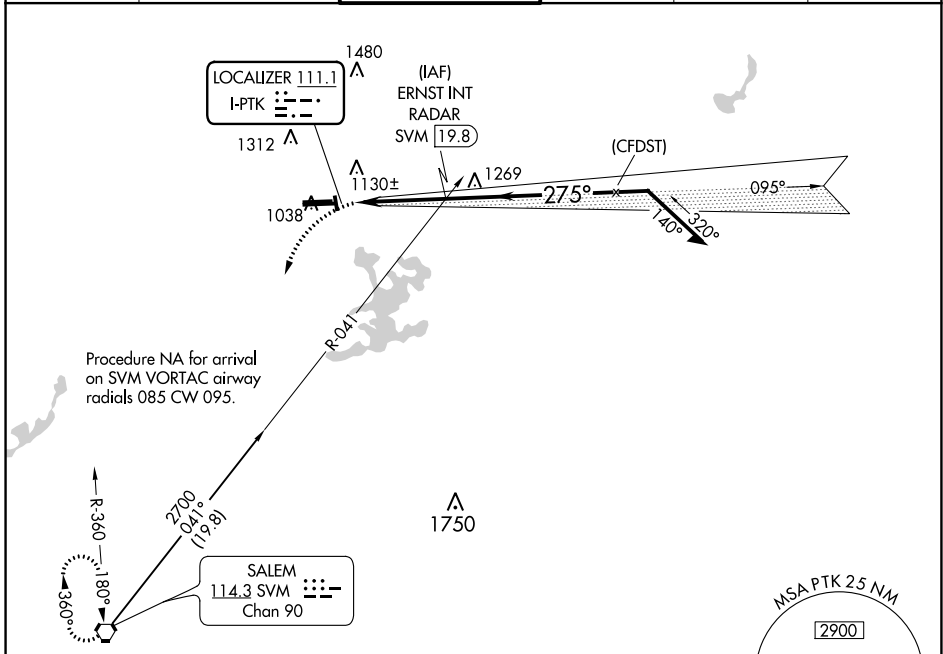 1480
LOCALIZER 111.1
I-PTK
(IAF)
ERNST INT
RADAR
SVM 19.8
1312
1130±
1269
(CFDST)
1038
275°
095°
140°
320°
R-041
Procedure NA for arrival
on SVM VORTAC airway
radials 085 CW 095.
2700
041°
(19.8)
1750
R-360
180°
360°
SALEM
114.3 SVM
Chan 90
MSA PTK 25 NM
2900